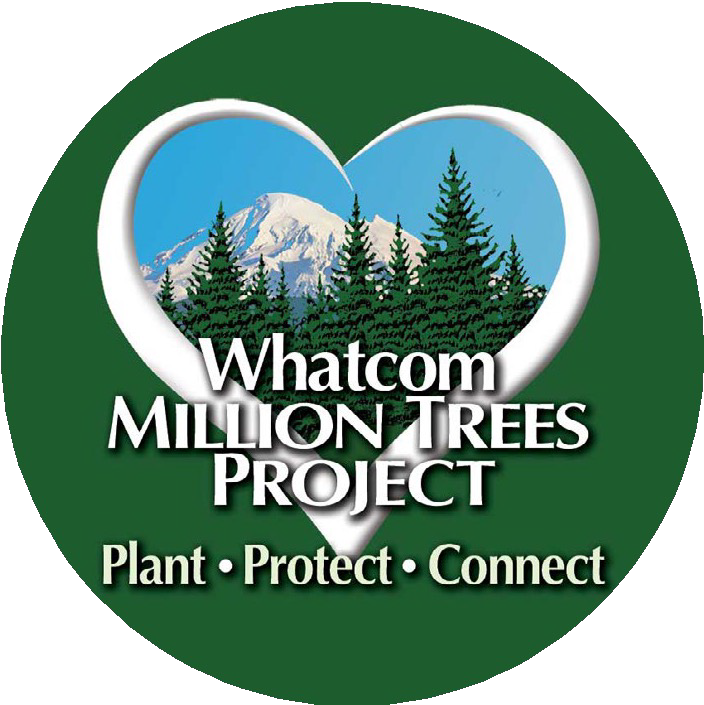 Whatcom
MILLION TREES
PROJECT
Plant • Protect • Connect